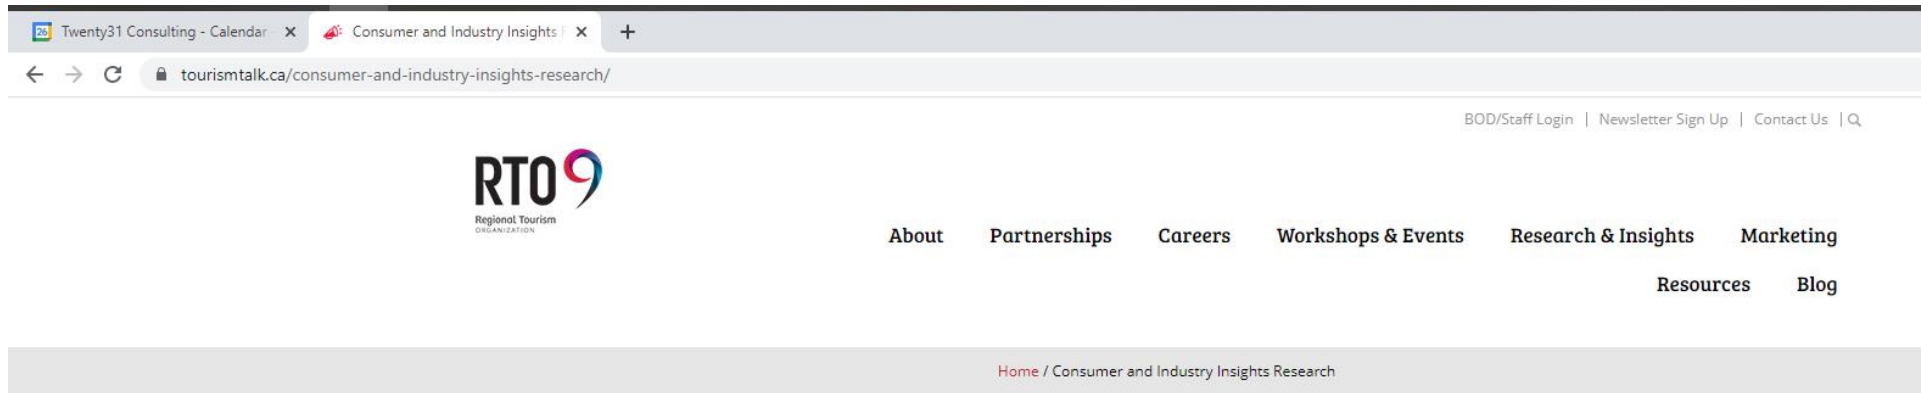 26 Twenty31 Consulting - Calendar
Consumer and Industry Insights
tourismtalk.ca/consumer-and-industry-insights-research/
BOD/Staff Login | Newsletter Sign Up | Contact Us |
RTO9
Regional Tourism
ORGANIZATION
About Partnerships Careers Workshops & Events Research & Insights Marketing
Resources Blog
Home / Consumer and Industry Insights Research